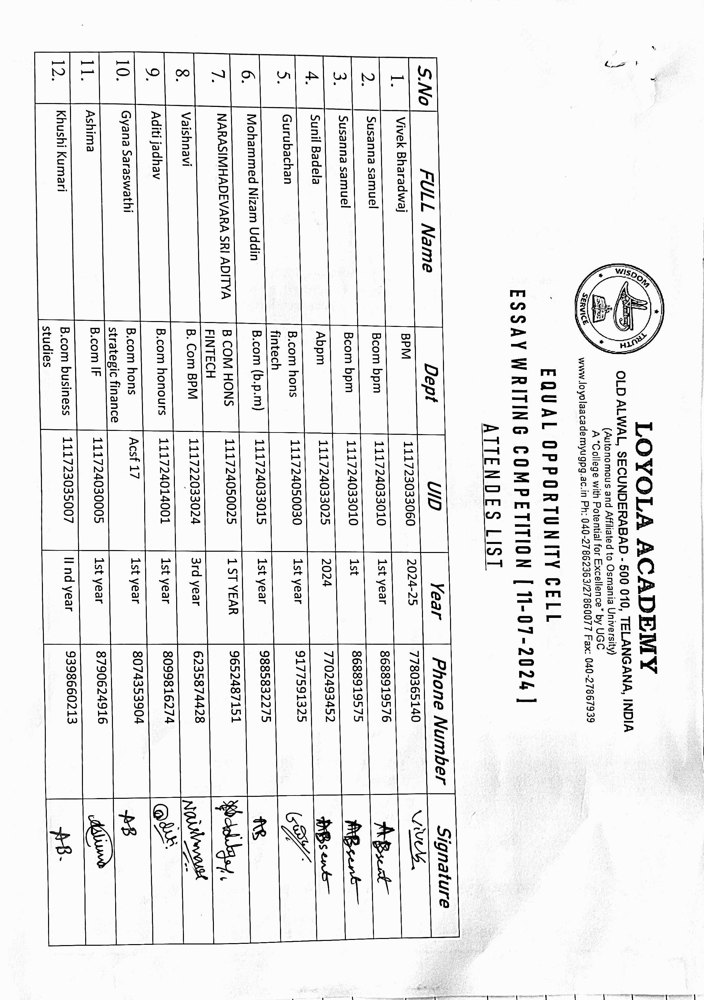 WISDOM
TRUTH
SERVICE
LOYOLA ACADEMY
OLD ALWAL, SECUNDERABAD - 500 010, TELANGANA, INDIA
(Autonomous and Affiliated to Osmania University)
A "College with Potential for Excellence" by UGC
www.loyolaacademyugpg.ac.in Ph: 040-27862363/27860077 Fax: 040-27867939
EQUAL OPPORTUNITY CELL
ESSAY WRITING COMPETITION [ 11-07-2024 ]
ATTENDES LIST
S.No FULL Name Dept UID Year Phone Number Signature
1. Vivek Bharadwaj BPM 111723033060 2024-25 7780365140 Vivek
2. Susanna samuel Bcom bpm 111724033010 1st year 8688919576 ABsent
3. Susanna samuel Bcom bpm 111724033010 1st 8688919575 ABsent
4. Sunil Badela Abpm 111724033025 2024 7702493452 ABsent
5. Gurubachan B.com hons fintech 111724050030 1st year 9177591325
6. Mohammed Nizam Uddin B.com (b.p.m) 111724033015 1st year 9885832275 AB
7. NARASIMHADEVARA SRI ADITYA B COM HONS FINTECH 111724050025 1 ST YEAR 9652487151
8. Vaishnavi B. Com BPM 111722033024 3rd year 6235874428 Vaishnavi
9. Aditi jadhav B.com honours 111724014001 1st year 8099816274 @diti
10. Gyana Saraswathi B.com hons strategic finance Acsf 17 1st year 8074353904 AB
11. Ashima B.com IF 111724030005 1st year 8790624916
12. Khushi Kumari B.com business studies 111723035007 II nd year 9398660213 AB.